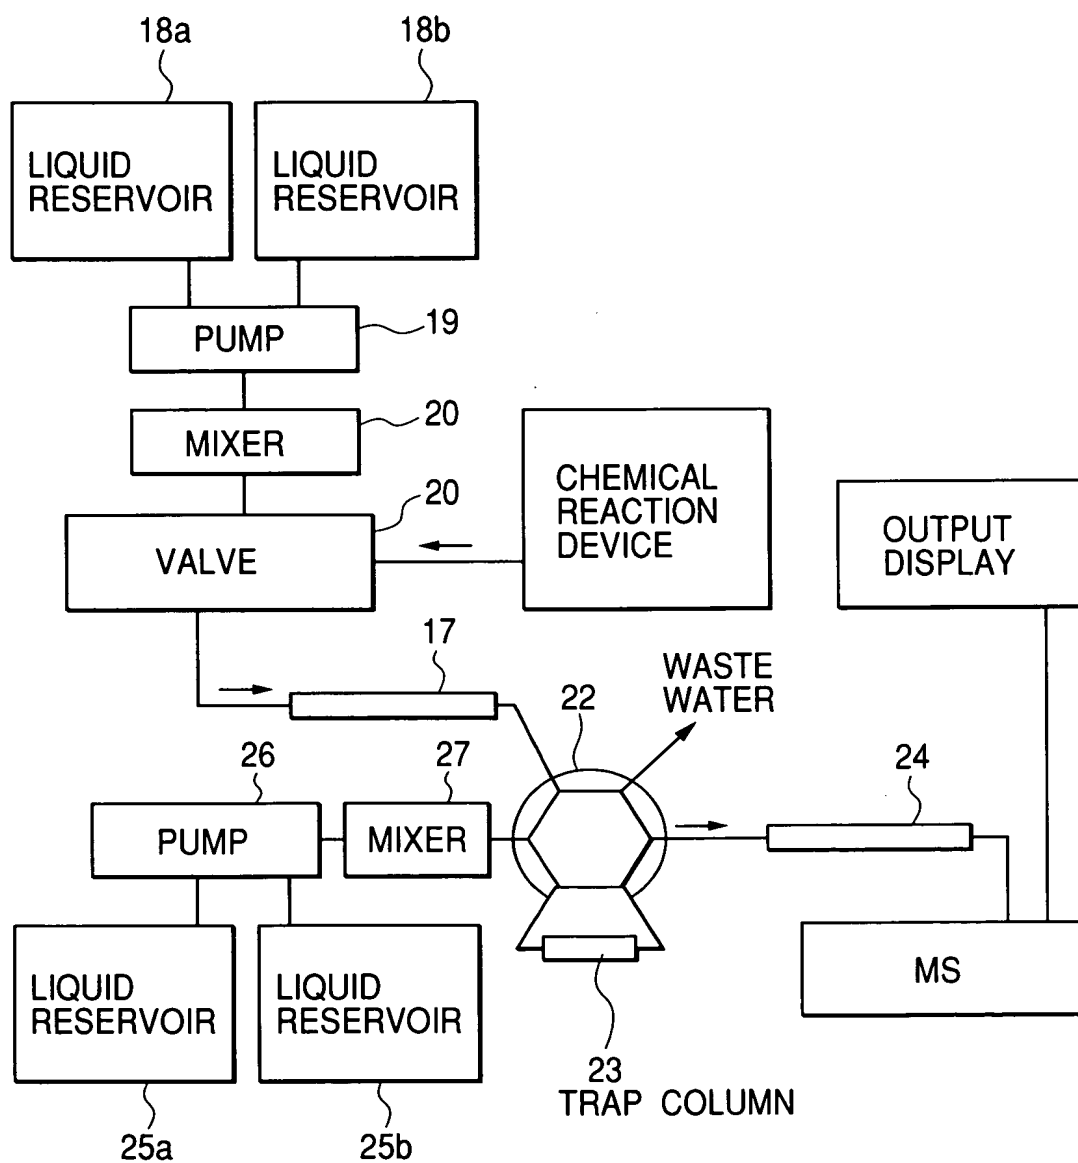 18a
18b
LIQUID
RESERVOIR
LIQUID
RESERVOIR
PUMP
19
MIXER
20
20
VALVE
CHEMICAL
REACTION
DEVICE
OUTPUT
DISPLAY
17
WASTE
WATER
22
26
27
24
PUMP
MIXER
LIQUID
RESERVOIR
LIQUID
RESERVOIR
MS
23
TRAP COLUMN
25a
25b